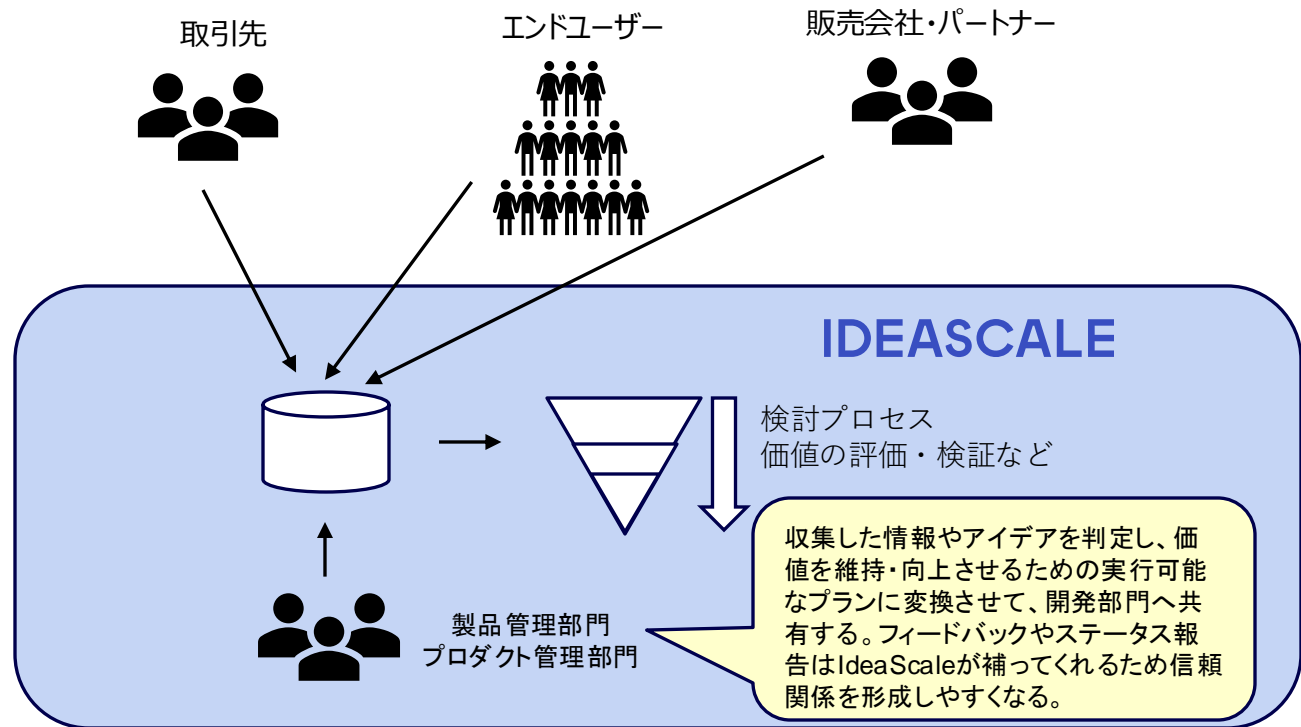 取引先
エンドユーザー
販売会社・パートナー
IDEASCALE
検討プロセス
価値の評価・検証など
収集した情報やアイデアを判定し、価
値を維持・向上させるための実行可能
なプランに変換させて、開発部門へ共
有する。フィードバックやステータス報
告はIdeaScaleが補ってくれるため信頼
関係を形成しやすくなる。
製品管理部門
プロダクト管理部門